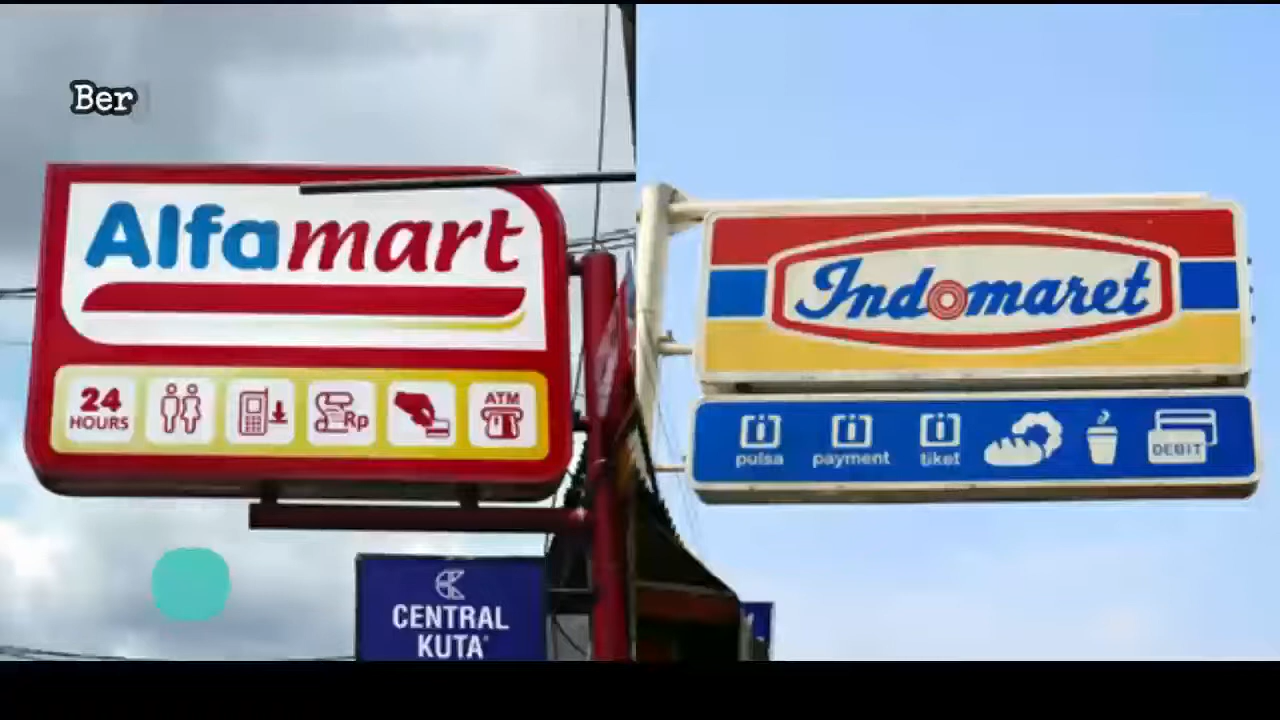 Ber
Alfamart
24
HOURS
Rp
ATM
CENTRAL
KUTA
Indomaret
pulsa
payment
tiket
DEBIT